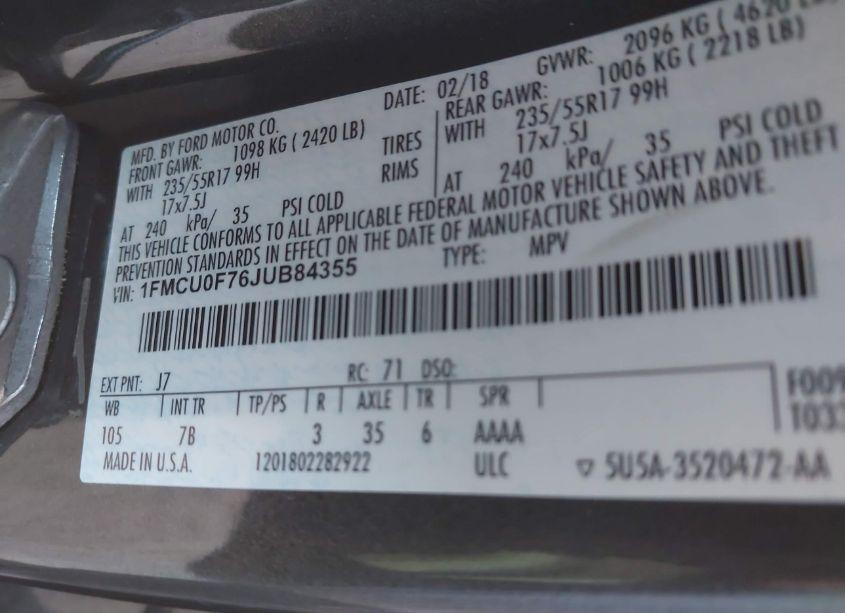 MFD. BY FORD MOTOR CO.
DATE: 02/18
GVWR: 2096 KG ( 4620
FRONT GAWR: 1098 KG ( 2420 LB)
REAR GAWR: 1006 KG ( 2218 LB)
WITH 235/55R17 99H TIRES WITH 235/55R17 99H
17x7.5J RIMS 17x7.5J
AT 240 kPa/ 35 PSI COLD AT 240 kPa/ 35 PSI COLD
THIS VEHICLE CONFORMS TO ALL APPLICABLE FEDERAL MOTOR VEHICLE SAFETY AND THEFT
PREVENTION STANDARDS IN EFFECT ON THE DATE OF MANUFACTURE SHOWN ABOVE.
VIN: 1FMCU0F76JUB84355 TYPE: MPV
EXT PNT: J7 RC: 71 DSO:
WB INT TR TP/PS R AXLE TR SPR
105 7B 3 35 6 AAAA
MADE IN U.S.A. 1201802282922 ULC 5U5A-3520472-AA